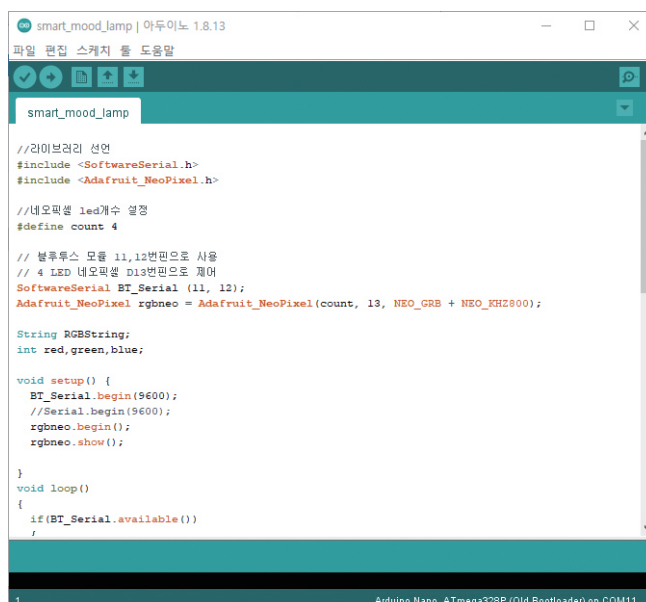 smart_mood_lamp | 아두이노 1.8.13
파일 편집 스케치 툴 도움말
smart_mood_lamp
//라이브러리 선언
#include <SoftwareSerial.h>
#include <Adafruit_NeoPixel.h>
//네오픽셀 led개수 설정
#define count 4
// 블루투스 모듈 11,12번핀으로 사용
// 4 LED 네오픽셀 D13번핀으로 제어
SoftwareSerial BT_Serial (11, 12);
Adafruit_NeoPixel rgbneo = Adafruit_NeoPixel(count, 13, NEO_GRB + NEO_KHZ800);
String RGBString;
int red,green,blue;
void setup() {
BT_Serial.begin(9600);
//Serial.begin(9600);
rgbneo.begin();
rgbneo.show();
}
void loop()
{
if(BT_Serial.available())
{
1 Arduino Nano, ATmega328P (Old Bootloader) on COM11